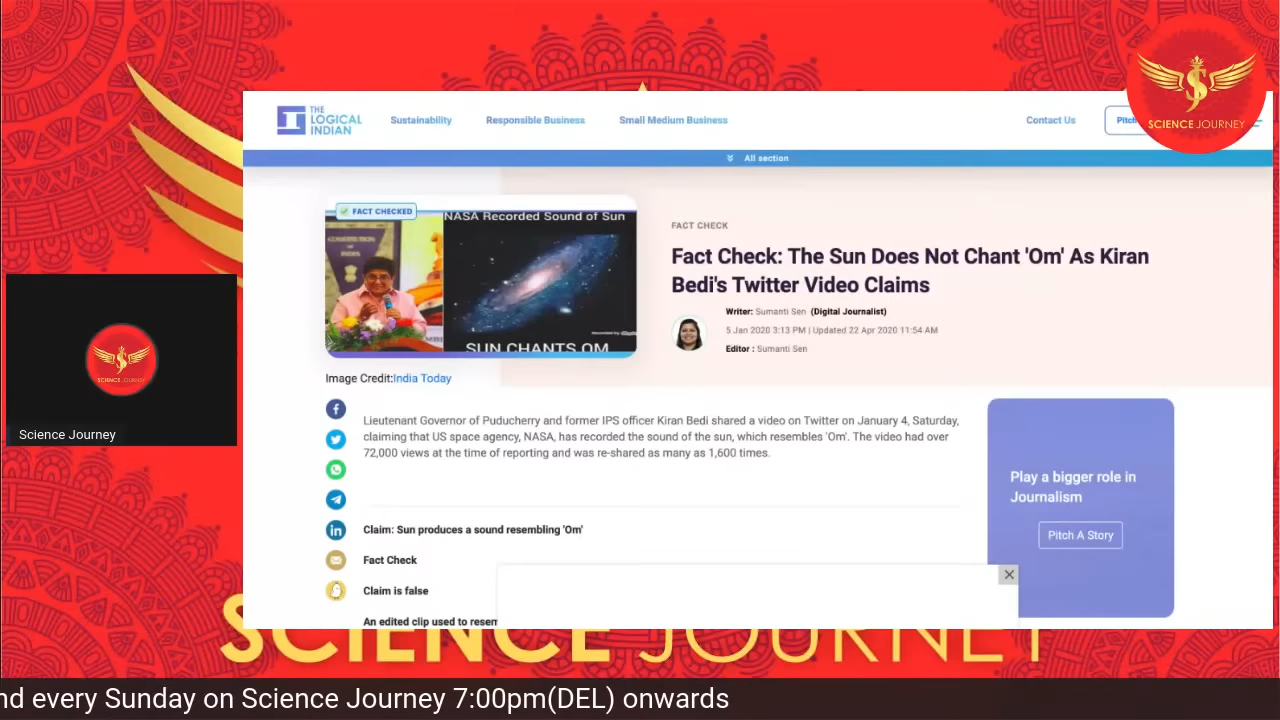 THE
LOGICAL
INDIAN
Sustainability
Responsible Business
Small Medium Business
Contact Us
Pitch
SCIENCE JOURNEY
All section
FACT CHECKED
NASA Recorded Sound of Sun
SUN CHANTS OM
FACT CHECK
Fact Check: The Sun Does Not Chant 'Om' As Kiran
Bedi's Twitter Video Claims
Writer: Sumanti Sen (Digital Journalist)
5 Jan 2020 3:13 PM | Updated 22 Apr 2020 11:54 AM
Editor : Sumanti Sen
Image Credit:India Today
Lieutenant Governor of Puducherry and former IPS officer Kiran Bedi shared a video on Twitter on January 4, Saturday,
claiming that US space agency, NASA, has recorded the sound of the sun, which resembles 'Om'. The video had over
72,000 views at the time of reporting and was re-shared as many as 1,600 times.
Claim: Sun produces a sound resembling 'Om'
Fact Check
Claim is false
An edited clip used to resem
Play a bigger role in
Journalism
Pitch A Story
SCIENCE JOURNEY
Science Journey
SCIENCE JOURNEY
nd every Sunday on Science Journey 7:00pm(DEL) onwards